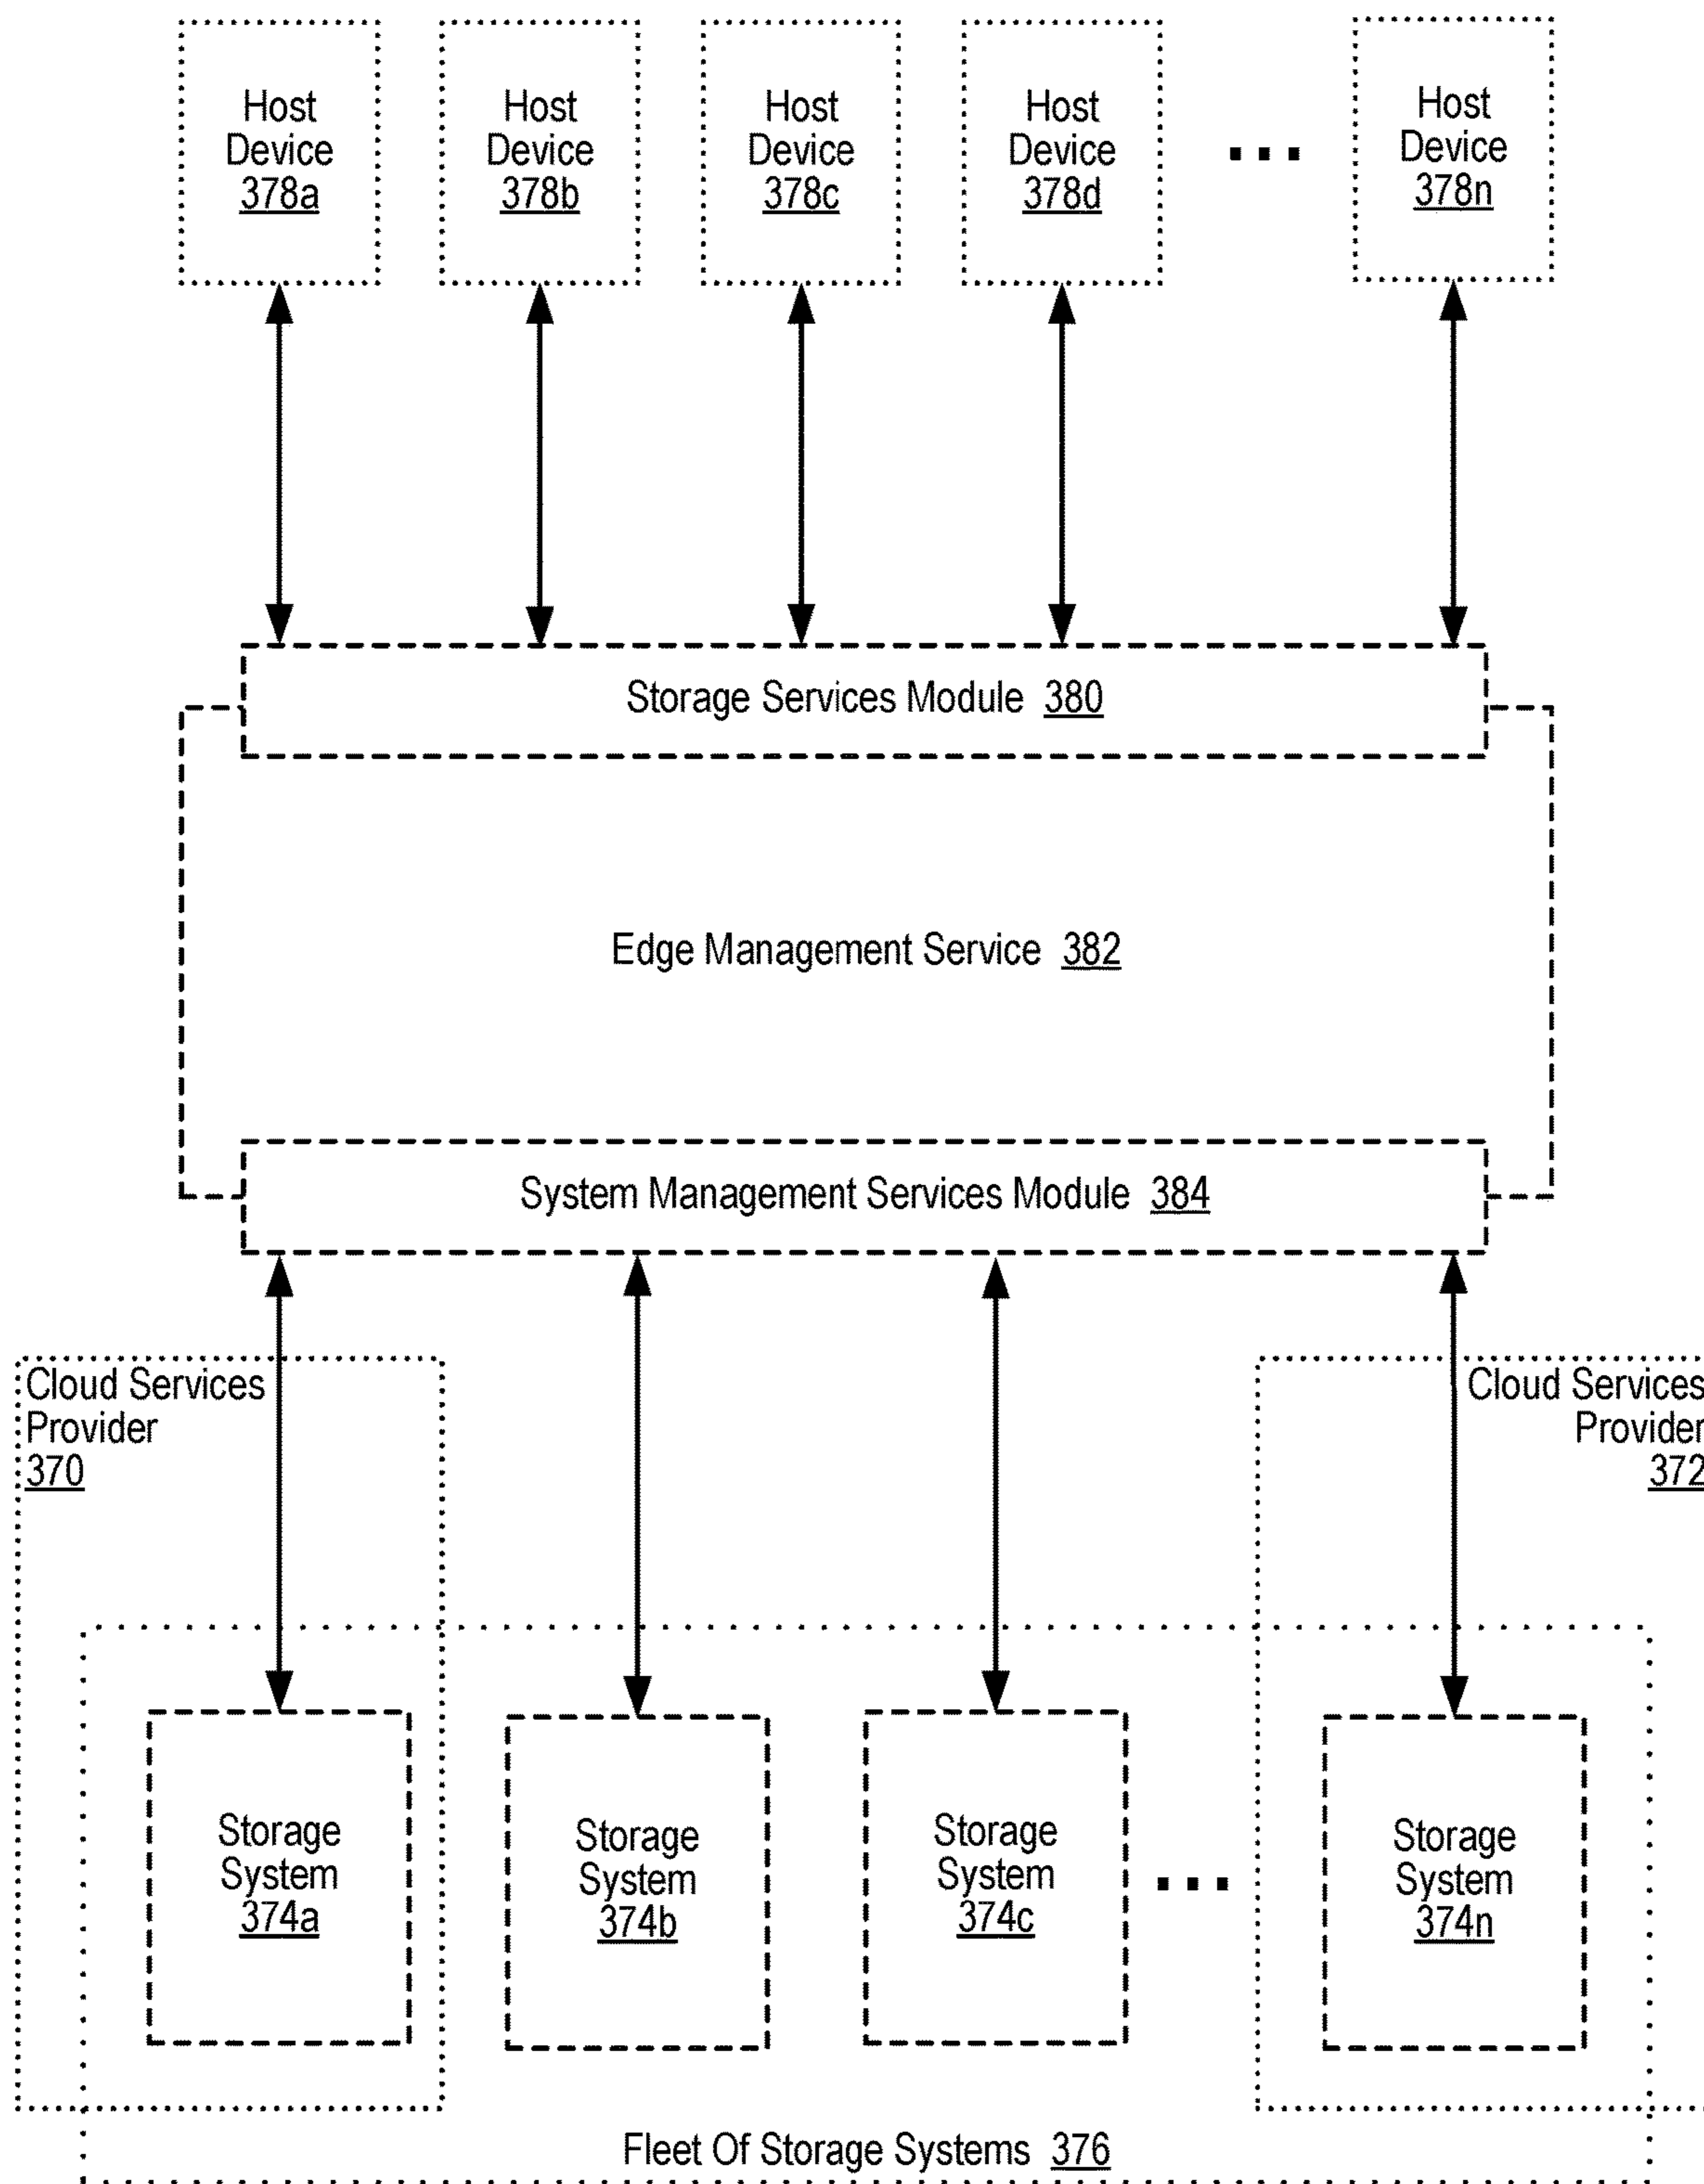 Host
Device
378a
Host
Device
378b
Host
Device
378c
Host
Device
378d
...
Host
Device
378n
Storage Services Module 380
Edge Management Service 382
System Management Services Module 384
Cloud Services
Provider
370
Cloud Services
Provider
372
Storage
System
374a
Storage
System
374b
Storage
System
374c
...
Storage
System
374n
Fleet Of Storage Systems 376